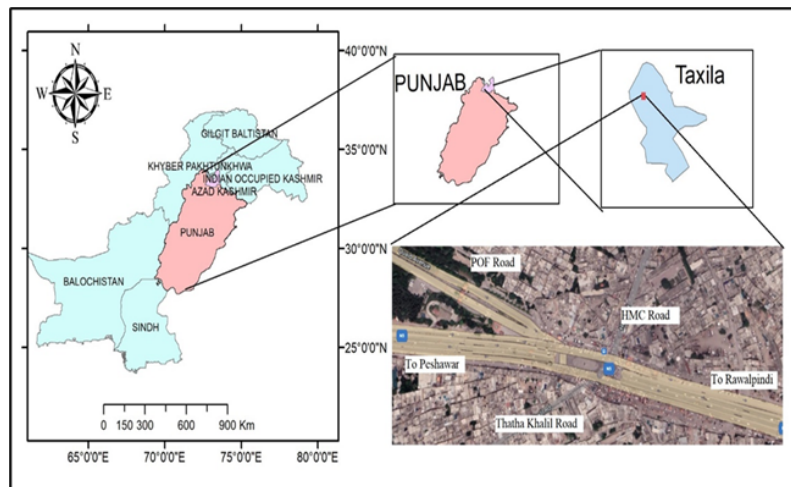 N
W E
S
GILGIT BALTISTAN
KHYBER PAKHTUNKHWA
INDIAN OCCUPIED KASHMIR
AZAD KASHMIR
PUNJAB
BALOCHISTAN
SINDH
0 150 300 600 900 Km
65°0'0"E 70°0'0"E 75°0'0"E 80°0'0"E
40°0'0"N
35°0'0"N
30°0'0"N
25°0'0"N
PUNJAB
Taxila
POF Road
HMC Road
To Peshawar
To Rawalpindi
Thatha Khalil Road